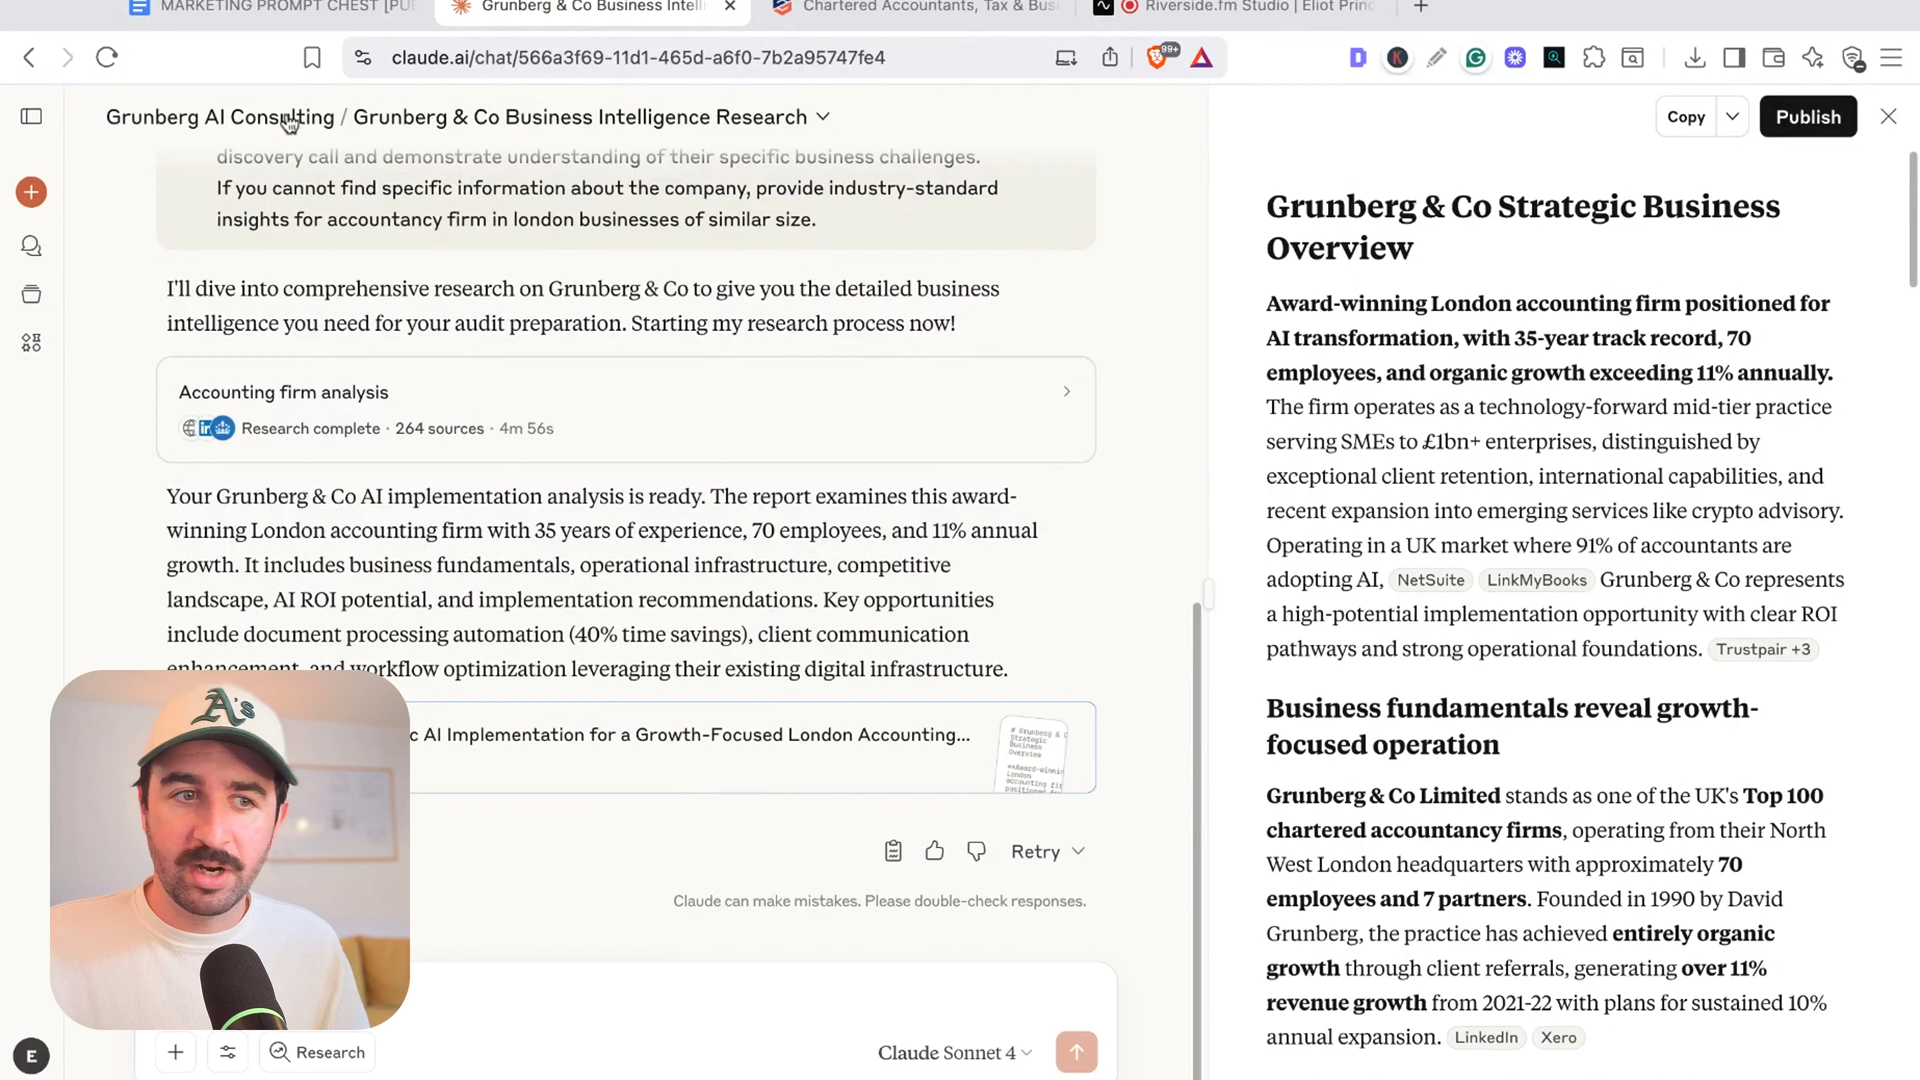 MARKETING PROMPT CHEST [PUB
Grunberg & Co Business Intelli
Chartered Accountants, Tax & Bus
Riverside.fm Studio | Eliot Princ
claude.ai/chat/566a3f69-11d1-465d-a6f0-7b2a95747fe4
99+
Grunberg AI Consulting / Grunberg & Co Business Intelligence Research
discovery call and demonstrate understanding of their specific business challenges.
If you cannot find specific information about the company, provide industry-standard
insights for accountancy firm in london businesses of similar size.
I'll dive into comprehensive research on Grunberg & Co to give you the detailed business
intelligence you need for your audit preparation. Starting my research process now!
Accounting firm analysis
Research complete · 264 sources · 4m 56s
Your Grunberg & Co AI implementation analysis is ready. The report examines this award-
winning London accounting firm with 35 years of experience, 70 employees, and 11% annual
growth. It includes business fundamentals, operational infrastructure, competitive
landscape, AI ROI potential, and implementation recommendations. Key opportunities
include document processing automation (40% time savings), client communication
enhancement, and workflow optimization leveraging their existing digital infrastructure.
c AI Implementation for a Growth-Focused London Accounting...
# Grunberg & C
Strategic
Business
Overview
**Award-winnin
London
accounting fir
positioned for
Retry
Claude can make mistakes. Please double-check responses.
Research
Claude Sonnet 4
E
A's
Copy
Publish
Grunberg & Co Strategic Business
Overview
Award-winning London accounting firm positioned for
AI transformation, with 35-year track record, 70
employees, and organic growth exceeding 11% annually.
The firm operates as a technology-forward mid-tier practice
serving SMEs to £1bn+ enterprises, distinguished by
exceptional client retention, international capabilities, and
recent expansion into emerging services like crypto advisory.
Operating in a UK market where 91% of accountants are
adopting AI, NetSuite LinkMyBooks Grunberg & Co represents
a high-potential implementation opportunity with clear ROI
pathways and strong operational foundations. Trustpair +3
Business fundamentals reveal growth-
focused operation
Grunberg & Co Limited stands as one of the UK's Top 100
chartered accountancy firms, operating from their North
West London headquarters with approximately 70
employees and 7 partners. Founded in 1990 by David
Grunberg, the practice has achieved entirely organic
growth through client referrals, generating over 11%
revenue growth from 2021-22 with plans for sustained 10%
annual expansion. LinkedIn Xero